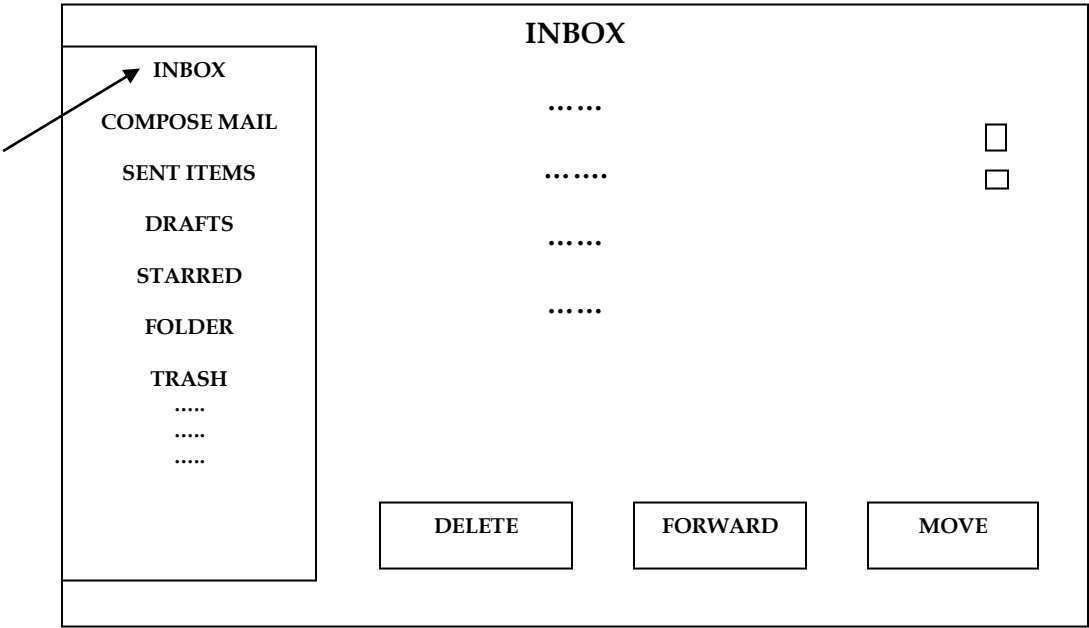 INBOX
INBOX
COMPOSE MAIL
SENT ITEMS
DRAFTS
STARRED
FOLDER
TRASH
.....
.....
.....
……
…….
……
……
DELETE
FORWARD
MOVE